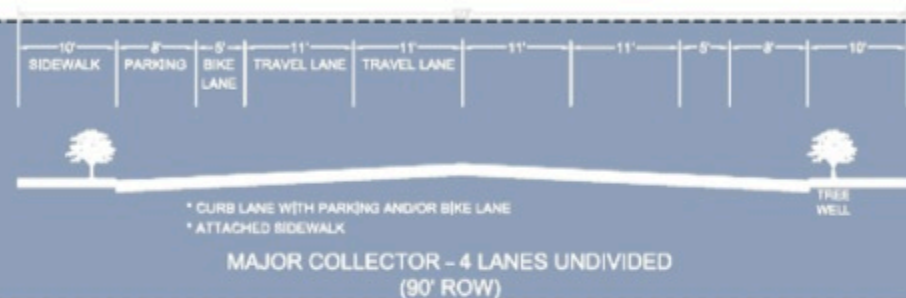 10' 8' 5' 11' 11' 11' 11' 5' 8' 10'
SIDEWALK PARKING BIKE LANE TRAVEL LANE TRAVEL LANE
TREE
WELL
* CURB LANE WITH PARKING AND/OR BIKE LANE
* ATTACHED SIDEWALK
MAJOR COLLECTOR - 4 LANES UNDIVIDED
(90' ROW)